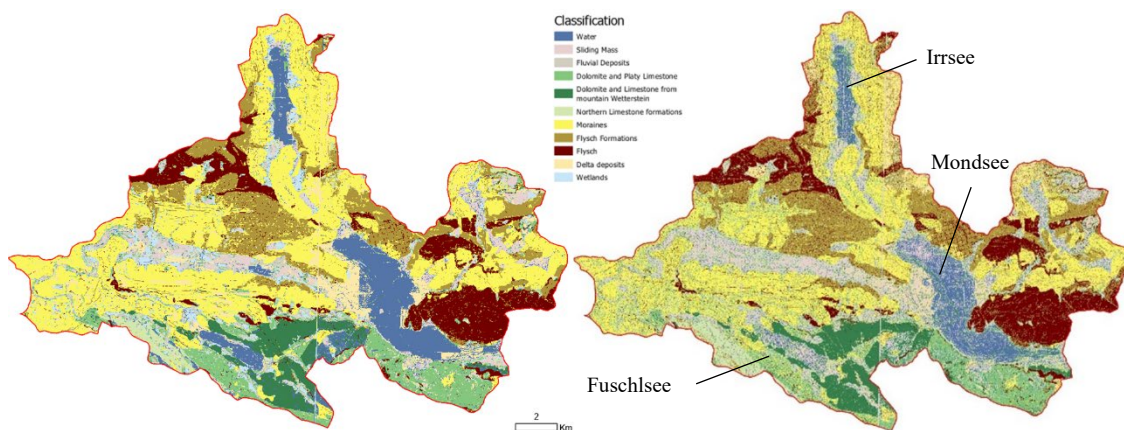 Classification
Water
Sliding Mass
Fluvial Deposits
Dolomite and Platy Limestone
Dolomite and Limestone from
mountain Wetterstein
Northern Limestone formations
Moraines
Flysch Formations
Flysch
Delta deposits
Wetlands
Irrsee
Mondsee
Fuschlsee
2
Km